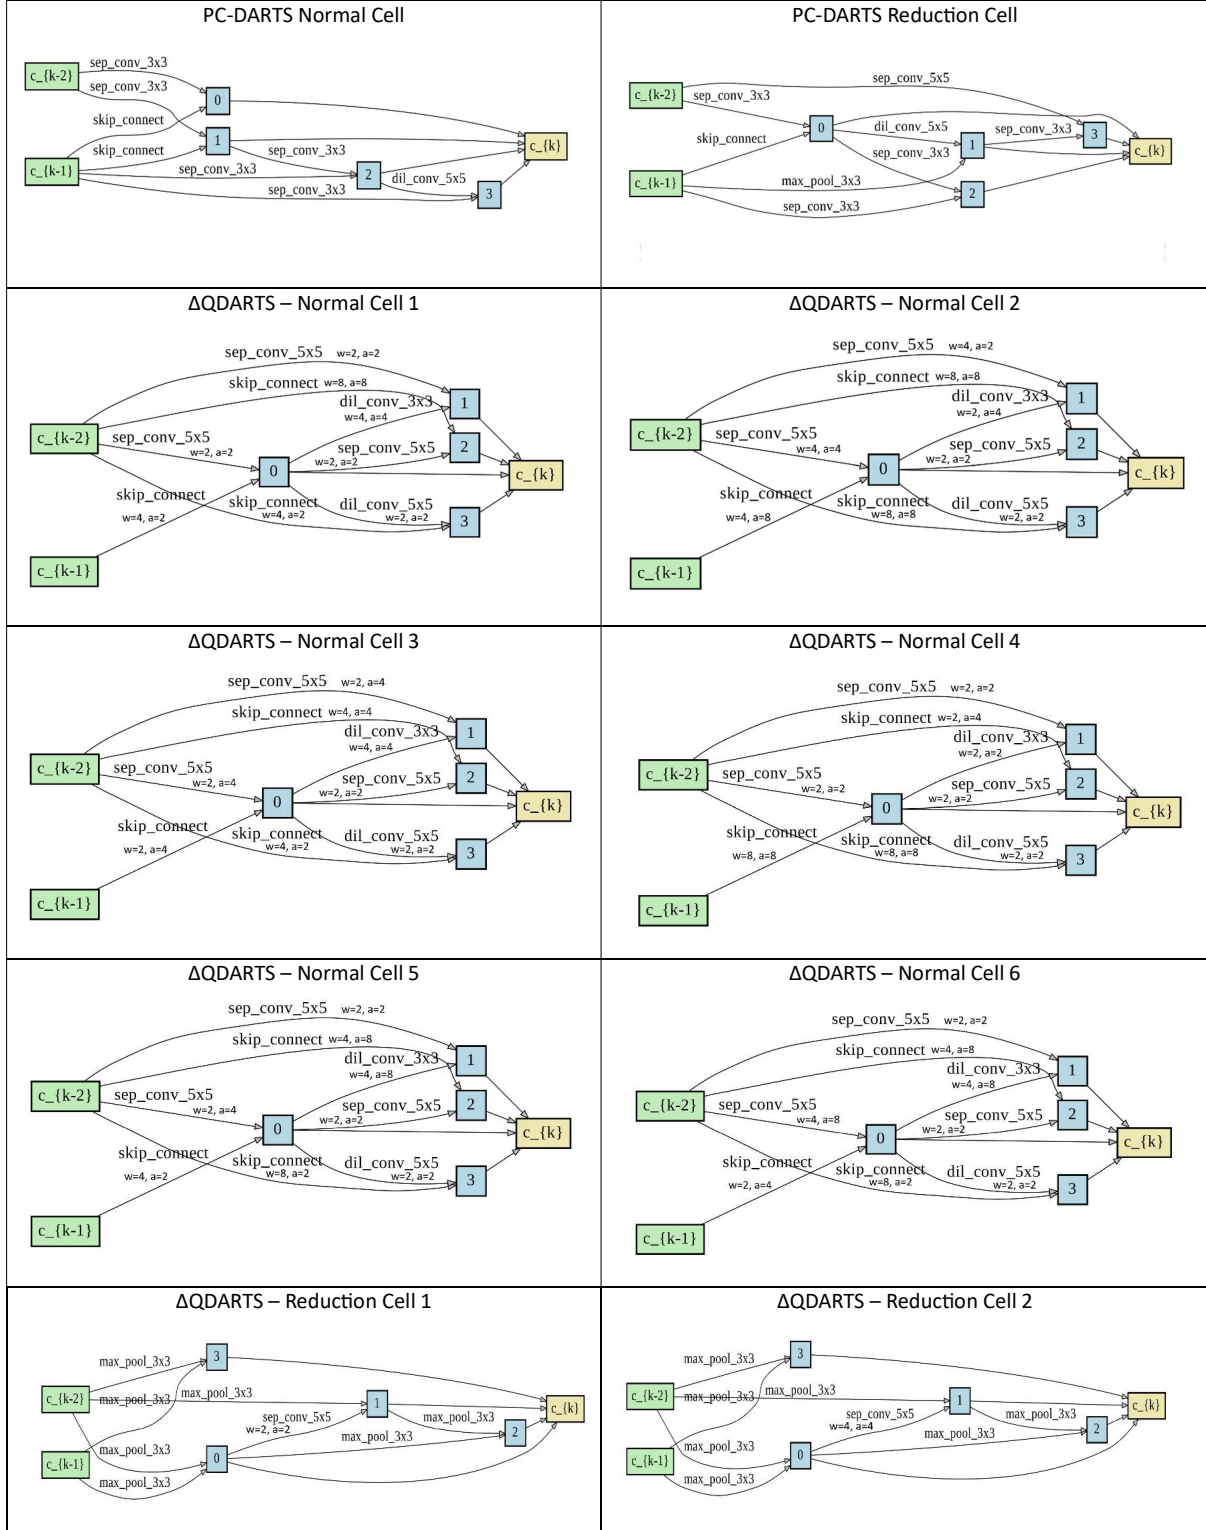 PC-DARTS Normal Cell
c_{k-2}
sep_conv_3x3
sep_conv_3x3
skip_connect
skip_connect
c_{k-1}
0
1
sep_conv_3x3
sep_conv_3x3
2
dil_conv_5x5
sep_conv_3x3
3
c_{k}
PC-DARTS Reduction Cell
sep_conv_5x5
c_{k-2}
sep_conv_3x3
skip_connect
0
dil_conv_5x5
sep_conv_3x3
1
sep_conv_3x3
3
c_{k}
c_{k-1}
max_pool_3x3
sep_conv_3x3
2
ΔQDARTS – Normal Cell 1
sep_conv_5x5 w=2, a=2
skip_connect w=8, a=8
dil_conv_3x3
w=4, a=4
1
c_{k-2}
sep_conv_5x5
w=2, a=2
0
sep_conv_5x5
w=2, a=2
2
c_{k}
skip_connect
w=4, a=2
skip_connect
w=4, a=2
dil_conv_5x5
w=2, a=2
3
c_{k-1}
ΔQDARTS – Normal Cell 2
sep_conv_5x5 w=4, a=2
skip_connect w=8, a=8
dil_conv_3x3
w=2, a=4
1
c_{k-2}
sep_conv_5x5
w=4, a=4
0
sep_conv_5x5
w=2, a=2
2
c_{k}
skip_connect
w=4, a=8
skip_connect
w=8, a=8
dil_conv_5x5
w=2, a=2
3
c_{k-1}
ΔQDARTS – Normal Cell 3
sep_conv_5x5 w=2, a=4
skip_connect w=4, a=4
dil_conv_3x3
w=4, a=4
1
c_{k-2}
sep_conv_5x5
w=2, a=4
0
sep_conv_5x5
w=2, a=2
2
c_{k}
skip_connect
w=2, a=4
skip_connect
w=4, a=2
dil_conv_5x5
w=2, a=2
3
c_{k-1}
ΔQDARTS – Normal Cell 4
sep_conv_5x5 w=2, a=2
skip_connect w=2, a=4
dil_conv_3x3
w=2, a=2
1
c_{k-2}
sep_conv_5x5
w=2, a=2
0
sep_conv_5x5
w=2, a=2
2
c_{k}
skip_connect
w=8, a=8
skip_connect
w=8, a=8
dil_conv_5x5
w=2, a=2
3
c_{k-1}
ΔQDARTS – Normal Cell 5
sep_conv_5x5 w=2, a=2
skip_connect w=4, a=8
dil_conv_3x3
w=4, a=8
1
c_{k-2}
sep_conv_5x5
w=2, a=4
0
sep_conv_5x5
w=2, a=2
2
c_{k}
skip_connect
w=4, a=2
skip_connect
w=8, a=2
dil_conv_5x5
w=2, a=2
3
c_{k-1}
ΔQDARTS – Normal Cell 6
sep_conv_5x5 w=2, a=2
skip_connect w=4, a=8
dil_conv_3x3
w=4, a=8
1
c_{k-2}
sep_conv_5x5
w=4, a=8
0
sep_conv_5x5
w=2, a=2
2
c_{k}
skip_connect
w=2, a=4
skip_connect
w=8, a=2
dil_conv_5x5
w=2, a=2
3
c_{k-1}
ΔQDARTS – Reduction Cell 1
max_pool_3x3
3
c_{k-2}
max_pool_3x3
max_pool_3x3
1
c_{k}
sep_conv_5x5
w=2, a=2
max_pool_3x3
2
max_pool_3x3
max_pool_3x3
0
c_{k-1}
max_pool_3x3
ΔQDARTS – Reduction Cell 2
max_pool_3x3
3
c_{k-2}
max_pool_3x3
max_pool_3x3
1
c_{k}
sep_conv_5x5
w=4, a=4
max_pool_3x3
2
max_pool_3x3
max_pool_3x3
0
c_{k-1}
max_pool_3x3